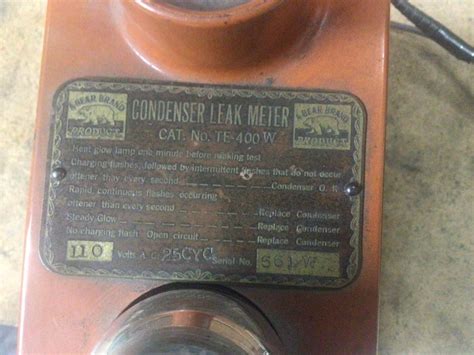 BEAR BRAND PRODUCT
CONDENSER LEAK METER
BEAR BRAND PRODUCT
CAT. No. TE-400 W
Heat glow lamp one minute before making test
Charging flashes, followed by intermittent flashes that do not occur
oftener than every second Condenser O. K
Rapid, continuous flashes occurring
oftener than every second Replace Condenser
Steady Glow Replace Condenser
No charging flash Open circuit Replace Condenser
110 Volts A.C. 25CYC Serial No.